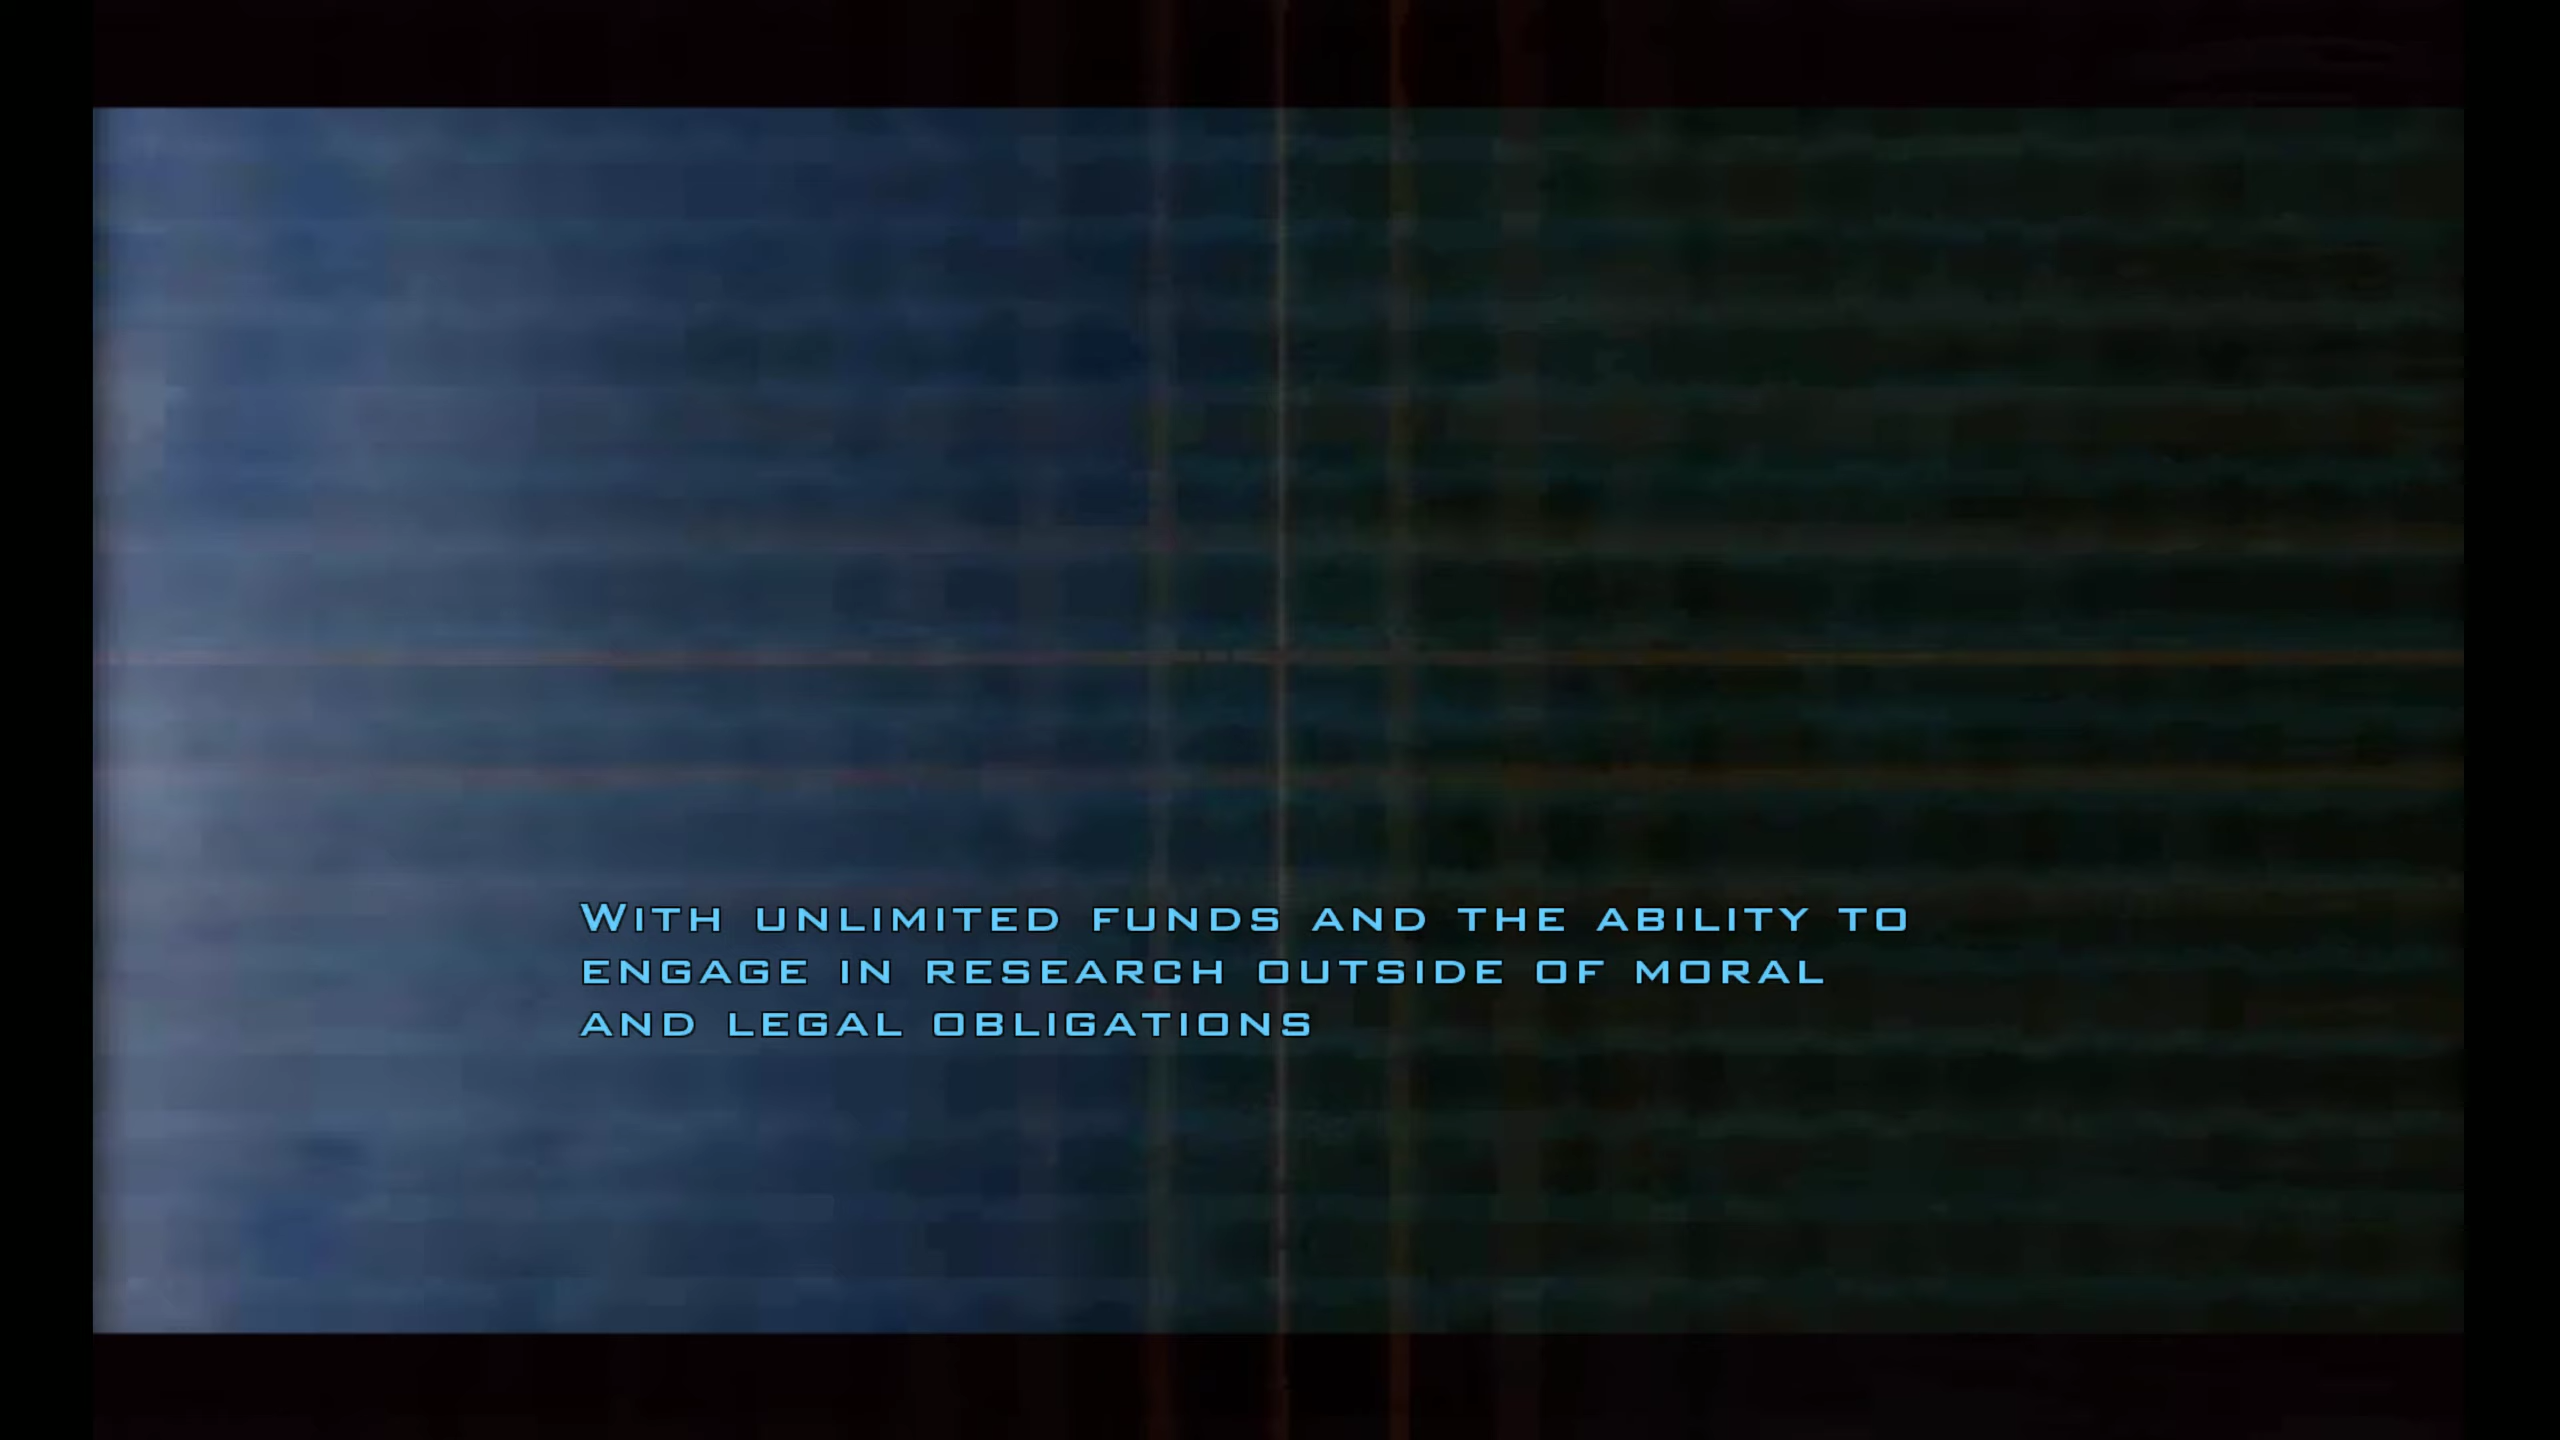 With unlimited funds and the ability to
engage in research outside of moral
and legal obligations